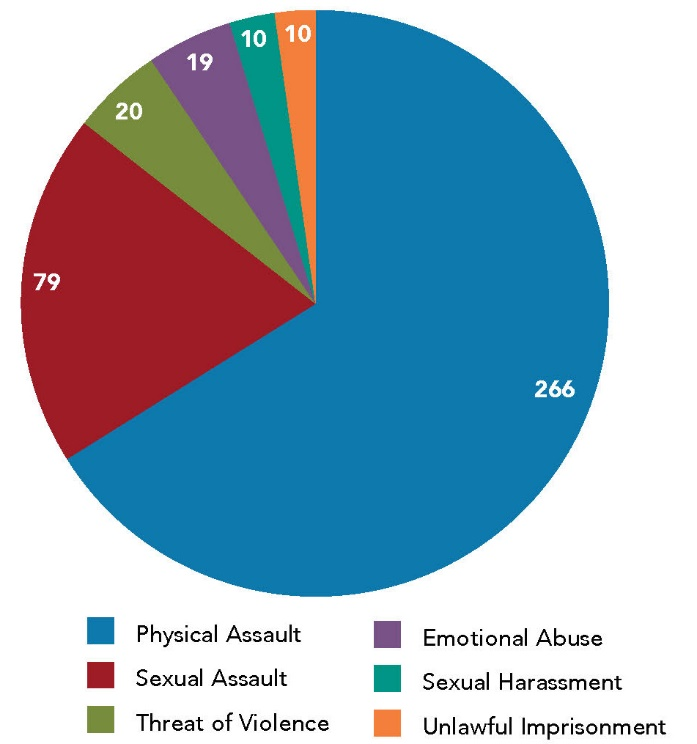 10
10
19
20
79
266
Physical Assault
Emotional Abuse
Sexual Assault
Sexual Harassment
Threat of Violence
Unlawful Imprisonment